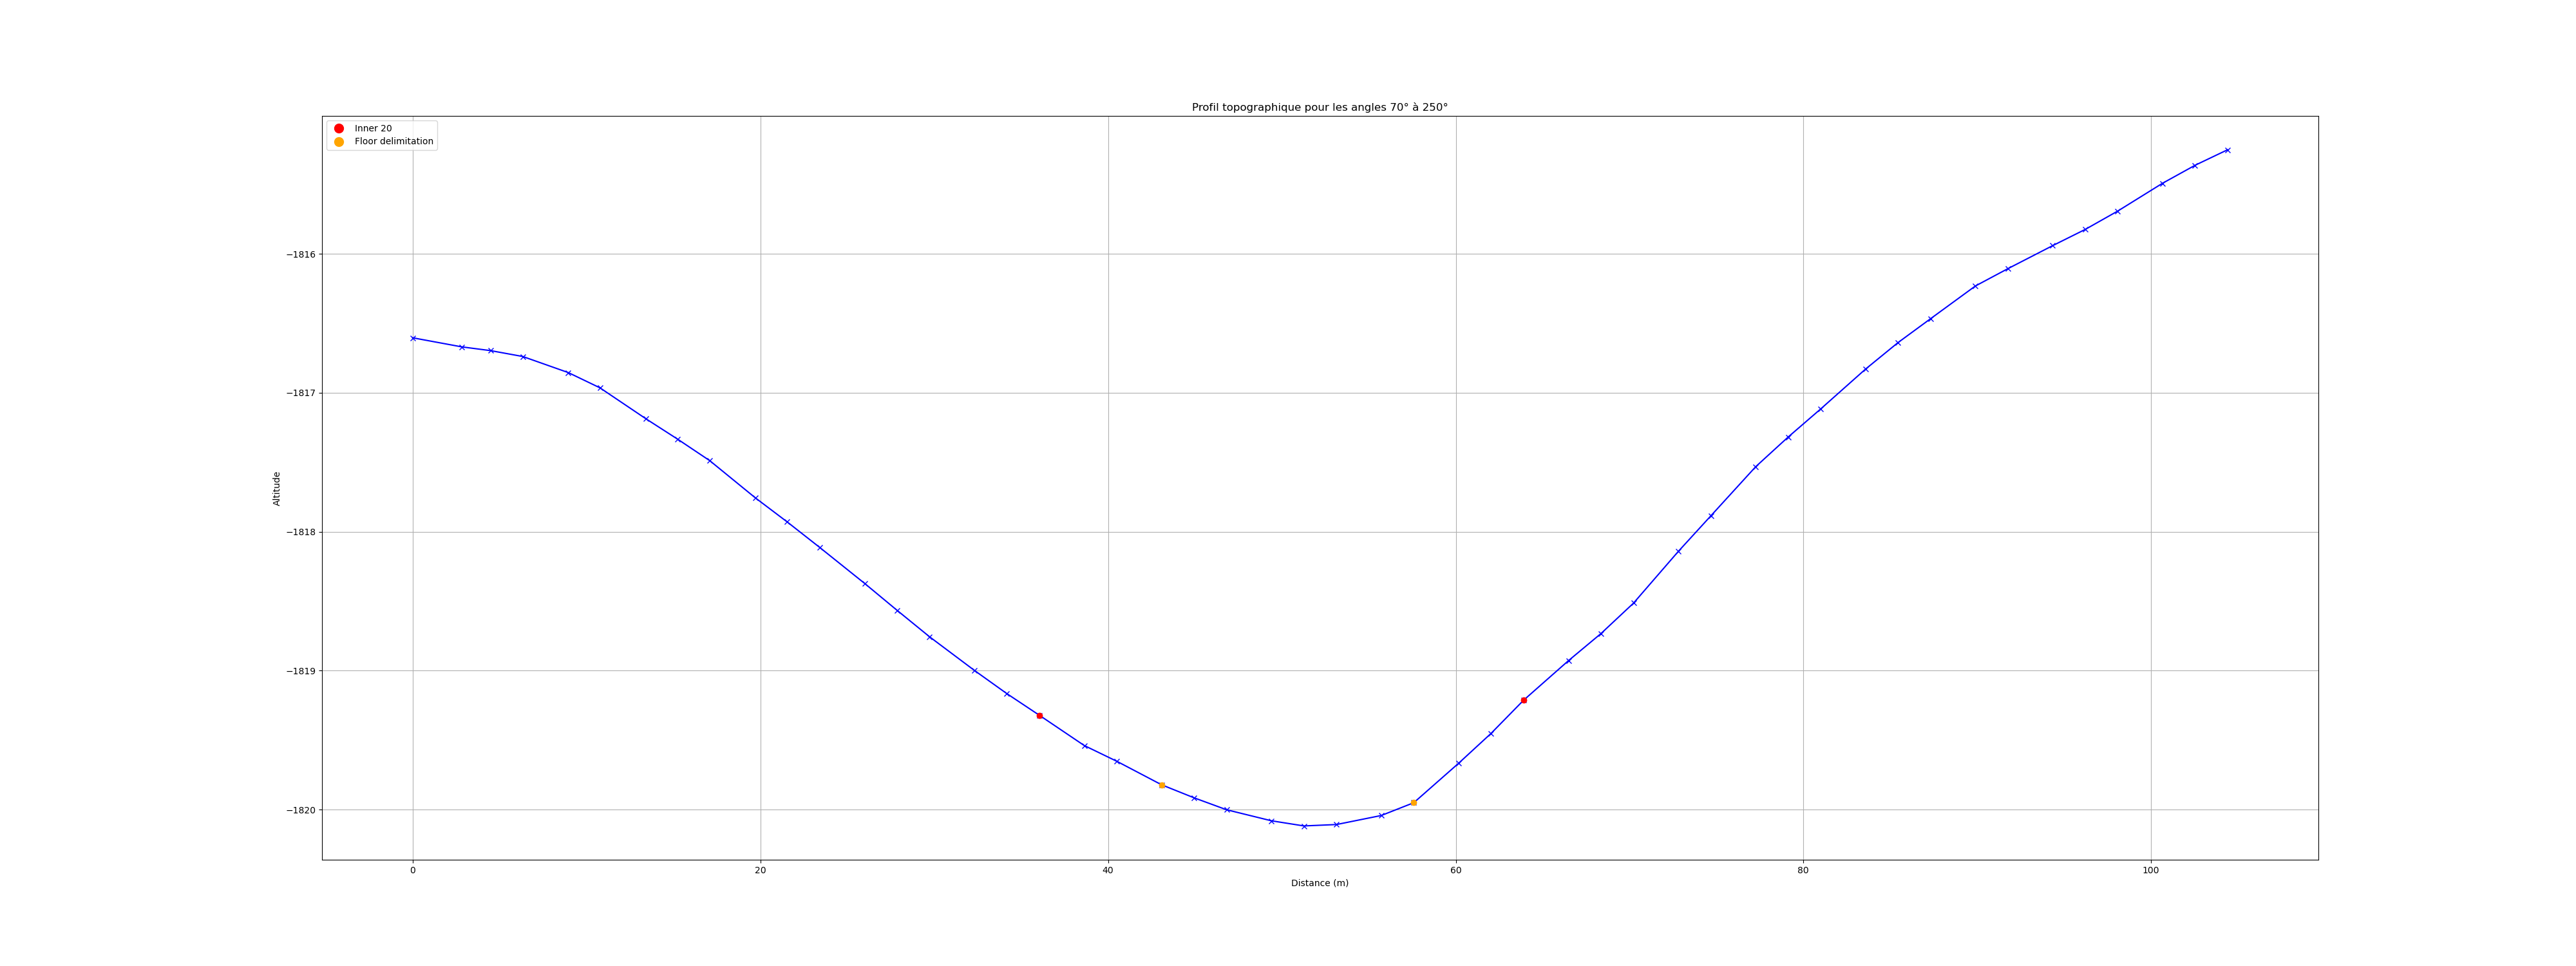 Profil topographique pour les angles 70° à 250°
Inner 20
Floor delimitation
Altitude
−1816
−1817
−1818
−1819
−1820
0 20 40 60 80 100
Distance (m)